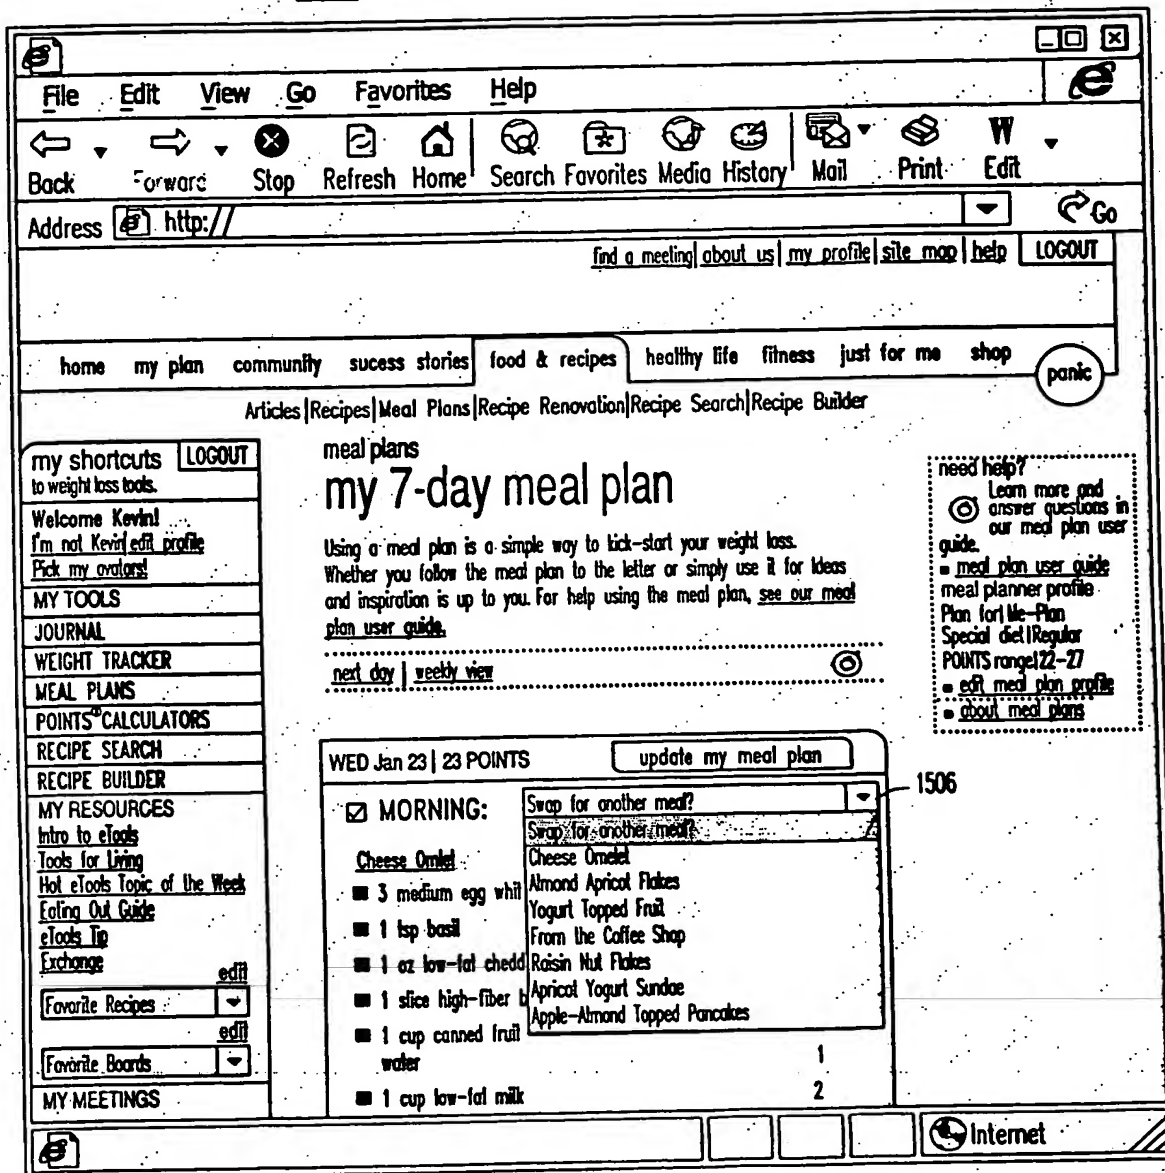 File Edit View Go Favorites Help
Back Forward Stop Refresh Home Search Favorites Media History Mail Print Edit
Address http:// Go
find a meeting| about us| my profile| site map| help LOGOUT
home my plan community sucess stories food & recipes healthy life fitness just for me shop panic
Articles|Recipes|Meal Plans|Recipe Renovation|Recipe Search|Recipe Builder
my shortcuts LOGOUT
to weight loss tools.
Welcome Kevin!
I'm not Kevin|edit profile
Pick my avatars!
MY TOOLS
JOURNAL
WEIGHT TRACKER
MEAL PLANS
POINTS® CALCULATORS
RECIPE SEARCH
RECIPE BUILDER
MY RESOURCES
Intro to eTools
Tools for Living
Hot eTools Topic of the Week
Eating Out Guide
eTools Tip
Exchange
edit
Favorite Recipes
edit
Favorite Boards
MY MEETINGS
meal plans
my 7-day meal plan
Using a meal plan is a simple way to kick-start your weight loss.
Whether you follow the meal plan to the letter or simply use it for ideas
and inspiration is up to you. For help using the meal plan, see our meal
plan user guide.
next day | weekly view
WED Jan 23| 23 POINTS update my meal plan
MORNING:
Swap for another meal?
Swap for another meal?
Cheese Omelet
Almond Apricot Flakes
Yogurt Topped Fruit
From the Coffee Shop
Raisin Nut Flakes
Apricot Yogurt Sundae
Apple-Almond Topped Pancakes
1506
Cheese Omlet
3 medium egg whit
1 tsp basil
1 oz low-fat chedd
1 slice high-fiber b
1 cup canned fruit
water 1
1 cup low-fat milk 2
need help?
Learn more and
answer questions in
our meal plan user
guide.
meal plan user guide
meal planner profile
Plan for| Me-Plan
Special diet|Regular
POINTS range|22-27
edit meal plan profile
about meal plans
Internet